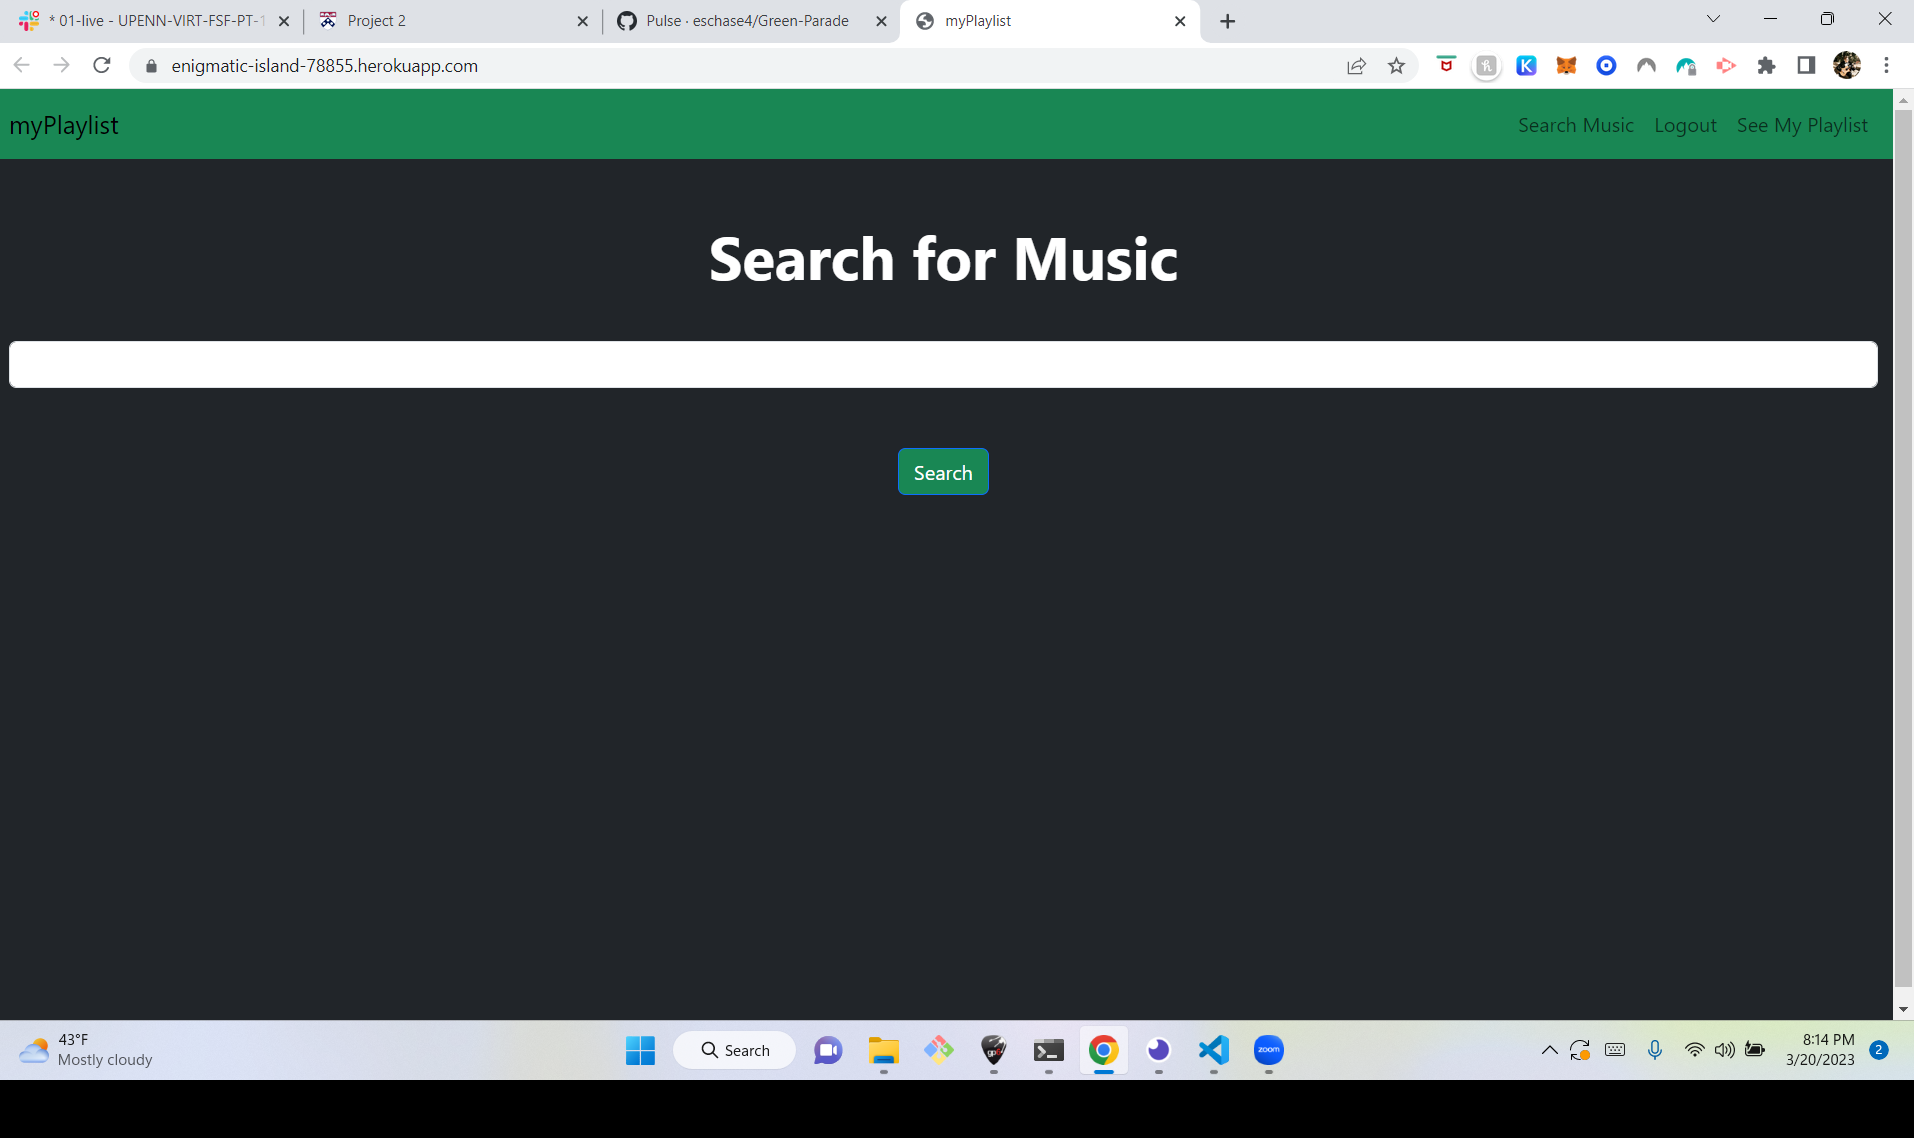 * 01-live - UPENN-VIRT-FSF-PT-1
Project 2
Pulse · eschase4/Green-Parade
myPlaylist
enigmatic-island-78855.herokuapp.com
myPlaylist
Search Music
Logout
See My Playlist
Search for Music
Search
43°F
Mostly cloudy
Search
zoom
8:14 PM
3/20/2023
2